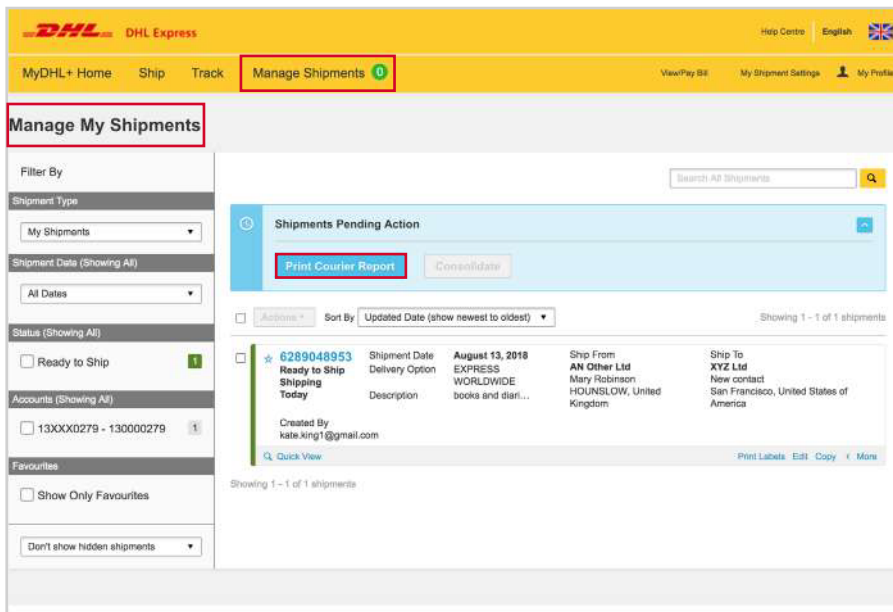 DHL DHL Express
Help Centre English
MyDHL+ Home Ship Track Manage Shipments 0 View/Pay Bill My Shipment Settings My Profile
Manage My Shipments
Filter By
Search All Shipments
Shipment Type
My Shipments
Shipments Pending Action
Shipment Date (Showing All)
Print Courier Report Consolidate
All Dates
Actions Sort By Updated Date (show newest to oldest) Showing 1 - 1 of 1 shipments
Status (Showing All)
Ready to Ship 1
Accounts (Showing All)
13XXX0279 - 130000279 1
Favourites
Show Only Favourites
Don't show hidden shipments
6289048953
Ready to Ship
Shipping
Today
Created By
kate.king1@gmail.com
Shipment Date August 13, 2018
Delivery Option EXPRESS
WORLDWIDE
Description books and diari...
Ship From
AN Other Ltd
Mary Robinson
HOUNSLOW, United
Kingdom
Ship To
XYZ Ltd
New contact
San Francisco, United States of
America
Quick View Print Labels Edit Copy < More
Showing 1 - 1 of 1 shipments